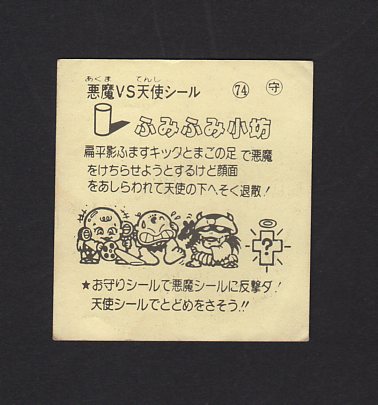 あくま てんし
悪魔VS天使シール 74 守
ふみふみ小坊
扁平影ふますキックとまごの足で悪魔
をけちらせようとするけど顔面
をあしらわれて天使の下へそく退散!
?
★お守りシールで悪魔シールに反撃ダ!
天使シールでとどめをさそう!!